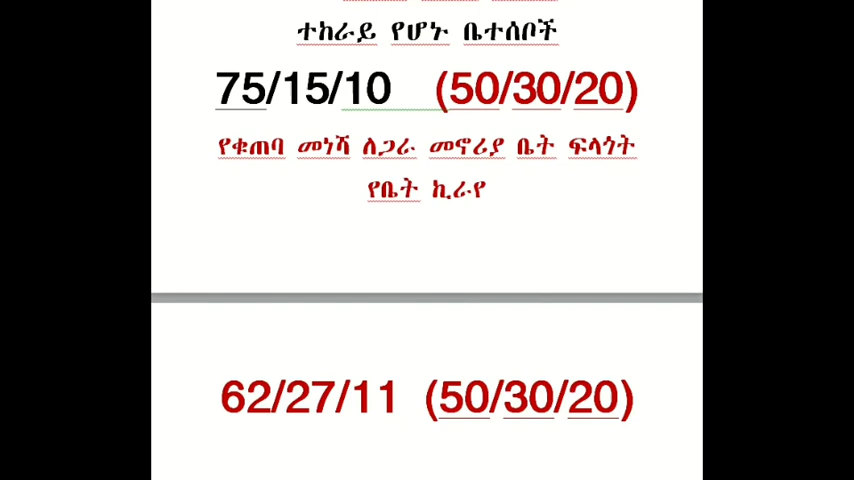 ተከራይ የሆኑ ቤተሰቦች
75/15/10 (50/30/20)
የቁጠባ መነሻ ለጋራ መኖሪያ ቤት ፍላጎት
የቤት ኪራየ
62/27/11 (50/30/20)